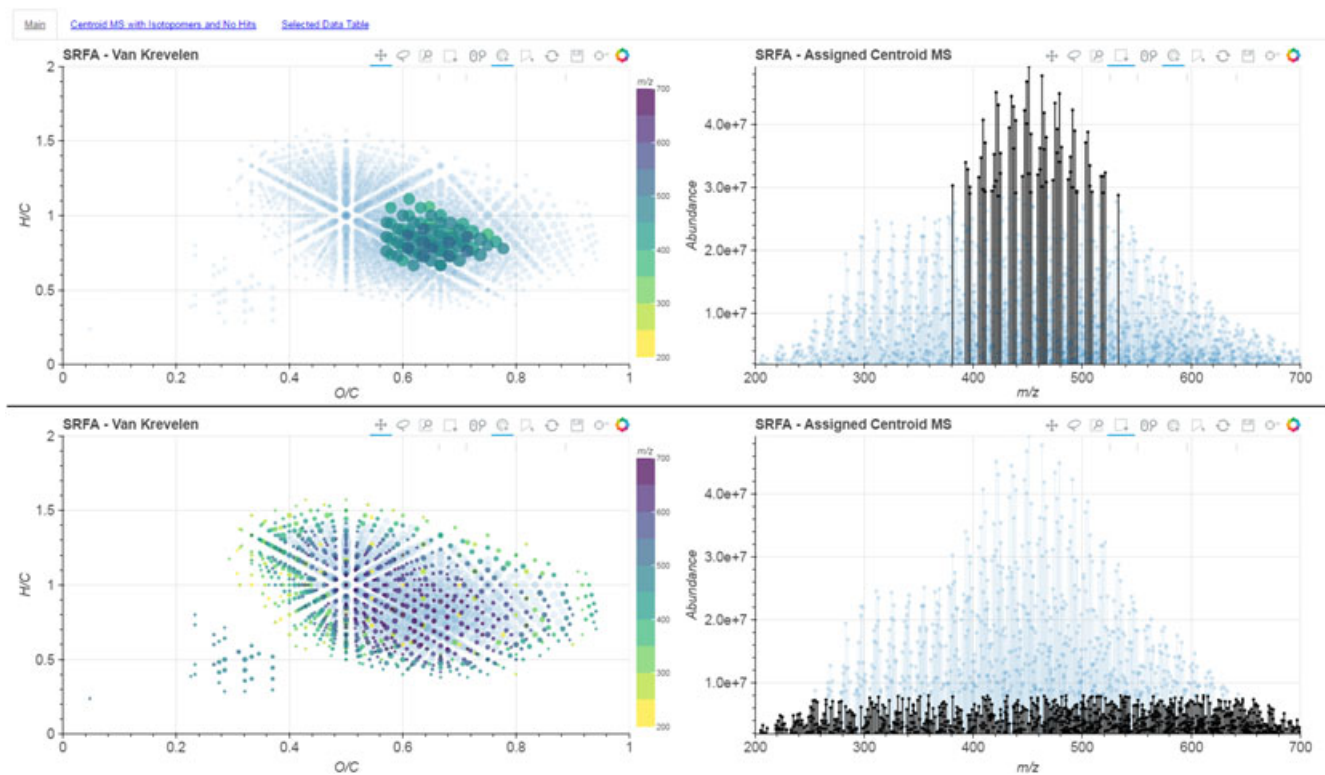 Main Centroid MS with Isotopomers and No Hits Selected Data Table
SRFA - Van Krevelen
2
1.5
1
0.5
0
H/C
0 0.2 0.4 0.6 0.8 1
O/C
m/z
700
600
500
400
300
200
SRFA - Assigned Centroid MS
4.0e+7
3.0e+7
2.0e+7
1.0e+7
Abundance
200 300 400 500 600 700
m/z
SRFA - Van Krevelen
2
1.5
1
0.5
0
H/C
0 0.2 0.4 0.6 0.8 1
O/C
m/z
700
600
500
400
300
200
SRFA - Assigned Centroid MS
4.0e+7
3.0e+7
2.0e+7
1.0e+7
Abundance
200 300 400 500 600 700
m/z